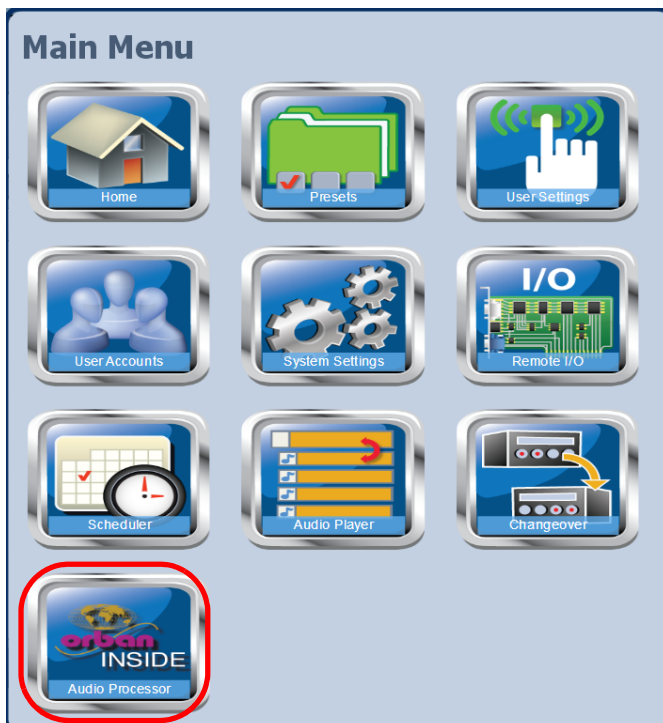 Main Menu
Home
Presets
User Settings
User Accounts
System Settings
I/O
Remote I/O
Scheduler
Audio Player
Changeover
orban
INSIDE
Audio Processor